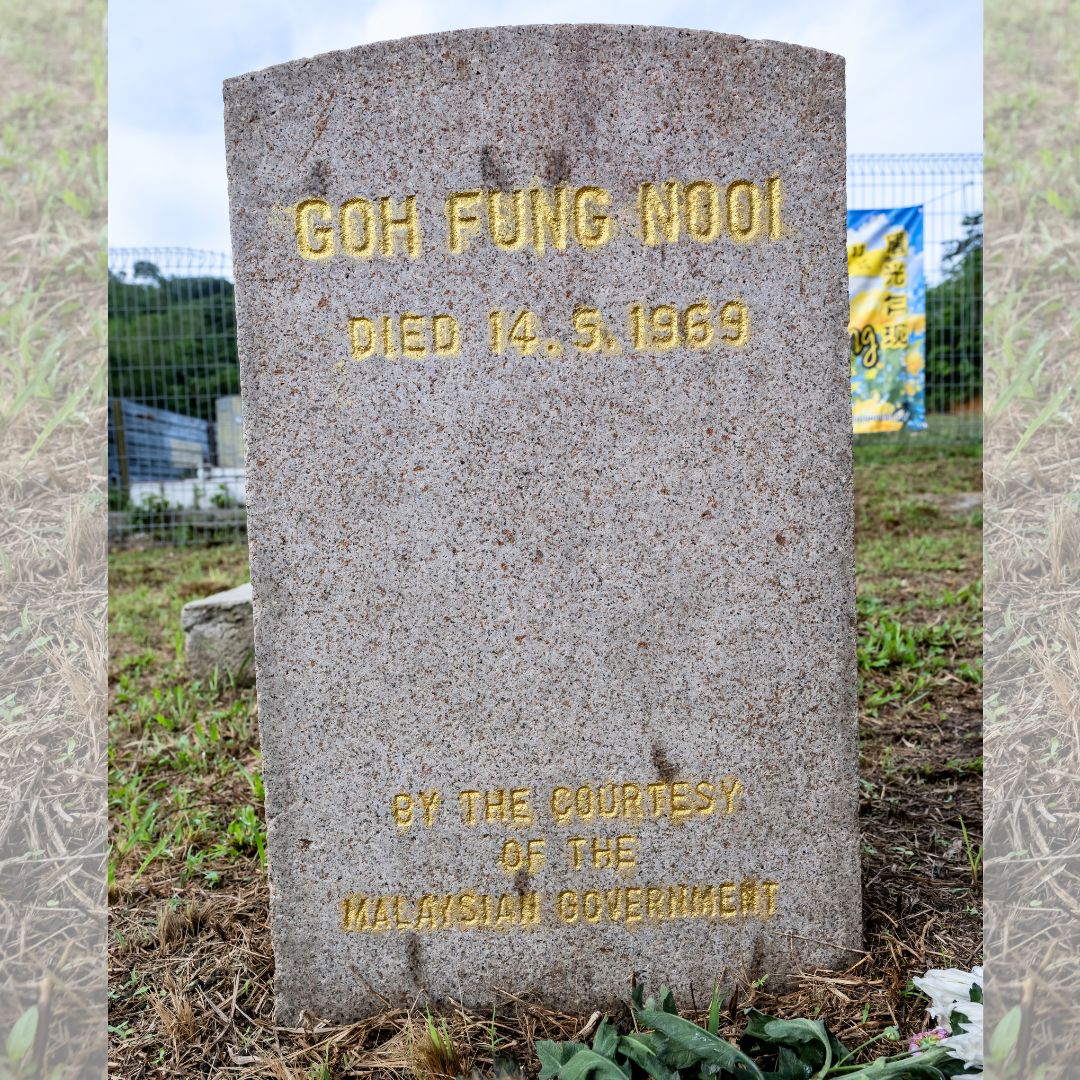 GOH FUNG NOOI
DIED 14.5.1969
BY THE COURTESY
OF THE
MALAYSIAN GOVERNMENT